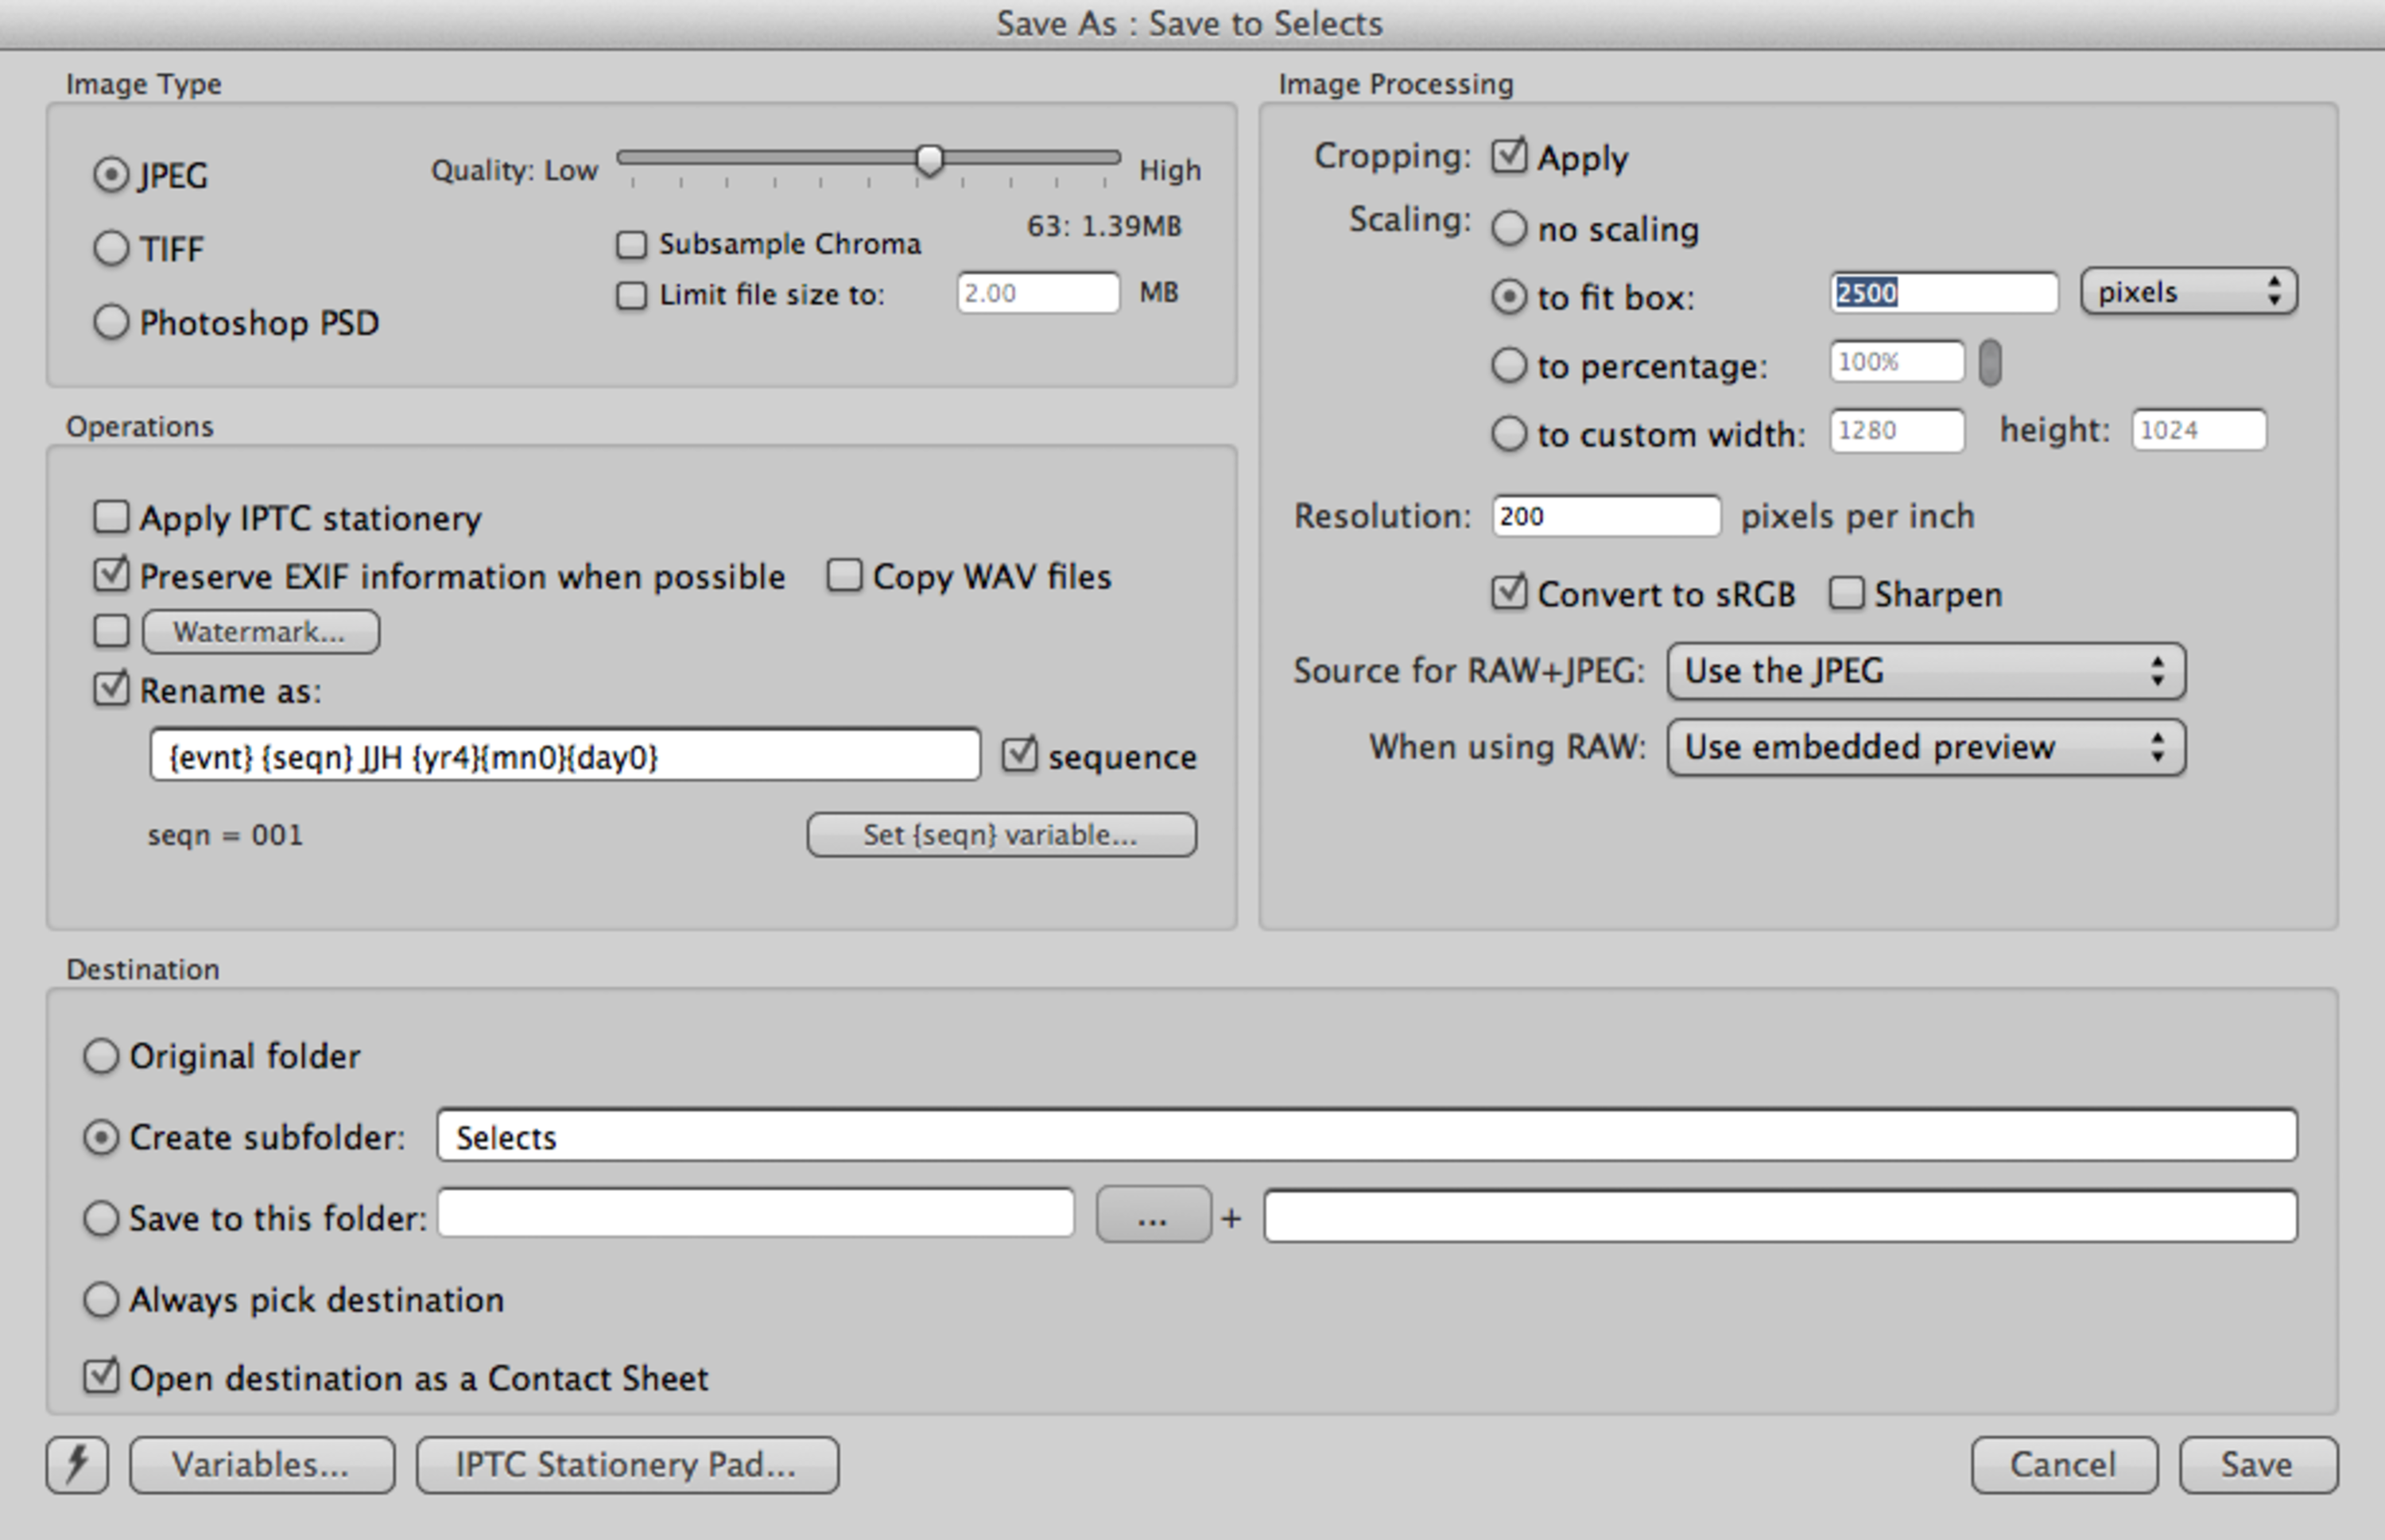 Save As : Save to Selects
Image Type
JPEG
Quality: Low
High
63: 1.39MB
TIFF
Subsample Chroma
Limit file size to:
2.00
MB
Photoshop PSD
Operations
Apply IPTC stationery
Preserve EXIF information when possible
Copy WAV files
Watermark...
Rename as:
{evnt} {seqn} JJH {yr4}{mn0}{day0}
sequence
seqn = 001
Set {seqn} variable...
Image Processing
Cropping:
Apply
Scaling:
no scaling
to fit box:
2500
pixels
to percentage:
100%
to custom width:
1280
height:
1024
Resolution:
200
pixels per inch
Convert to sRGB
Sharpen
Source for RAW+JPEG:
Use the JPEG
When using RAW:
Use embedded preview
Destination
Original folder
Create subfolder:
Selects
Save to this folder:
...
+
Always pick destination
Open destination as a Contact Sheet
Variables...
IPTC Stationery Pad...
Cancel
Save